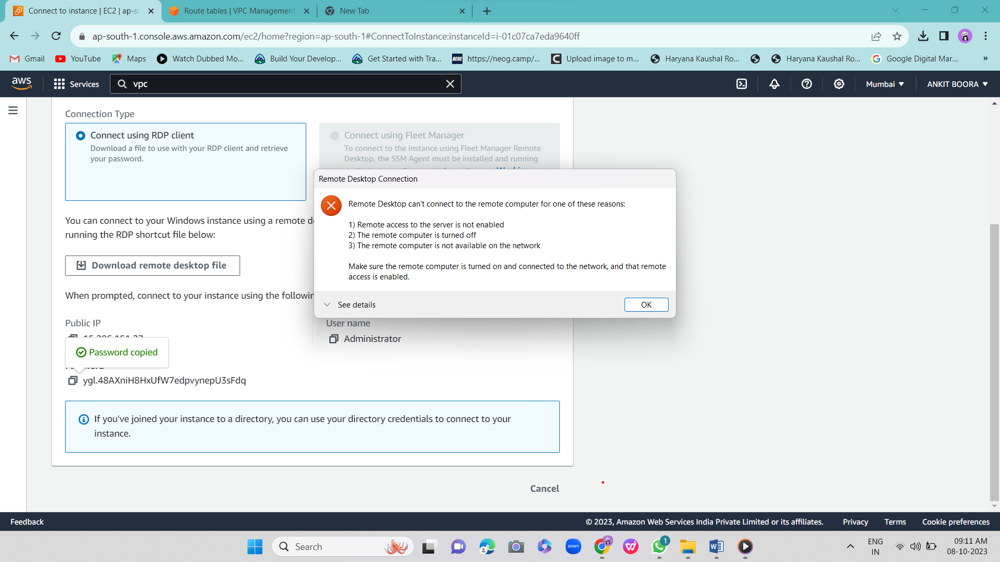 Connect to instance | EC2 | ap-so
Route tables | VPC Management
New Tab
ap-south-1.console.aws.amazon.com/ec2/home?region=ap-south-1#ConnectToInstance:instanceId=i-01c07ca7eda9640ff
Gmail
YouTube
Maps
Watch Dubbed Mo...
Build Your Develop...
Get Started with Tra...
NEOG
https://neog.camp/...
Upload image to m...
Haryana Kaushal Ro...
Haryana Kaushal Ro...
Google Digital Mar...
»
aws
Services
vpc
Mumbai
ANKIT BOORA
Connection Type
Connect using RDP client
Download a file to use with your RDP client and retrieve
your password.
Connect using Fleet Manager
To connect to the instance using Fleet Manager Remote
Desktop, the SSM Agent must be installed and running
You can connect to your Windows instance using a remote d
running the RDP shortcut file below:
Download remote desktop file
When prompted, connect to your instance using the followin
Remote Desktop Connection
Remote Desktop can't connect to the remote computer for one of these reasons:
1) Remote access to the server is not enabled
2) The remote computer is turned off
3) The remote computer is not available on the network
Make sure the remote computer is turned on and connected to the network, and that remote
access is enabled.
See details
OK
Public IP
User name
Administrator
Password copied
ygl.48AXniH8HxUfW7edpvynepU3sFdq
If you've joined your instance to a directory, you can use your directory credentials to connect to your
instance.
Cancel
Feedback
© 2023, Amazon Web Services India Private Limited or its affiliates.
Privacy
Terms
Cookie preferences
Search
zoom
1
ENG
IN
09:11 AM
08-10-2023